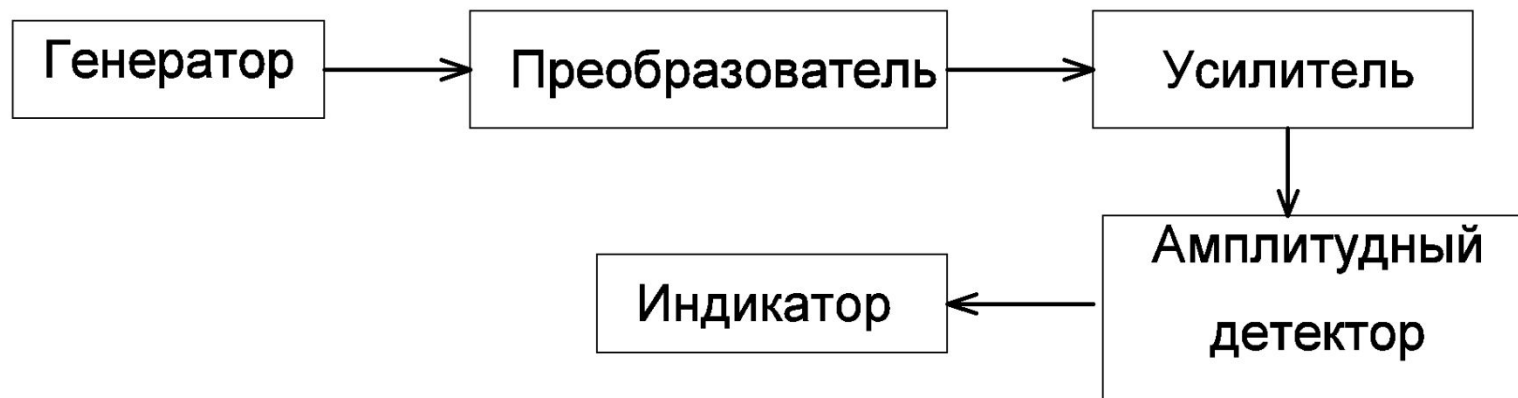 Генератор
Преобразователь
Усилитель
Амплитудный
детектор
Индикатор